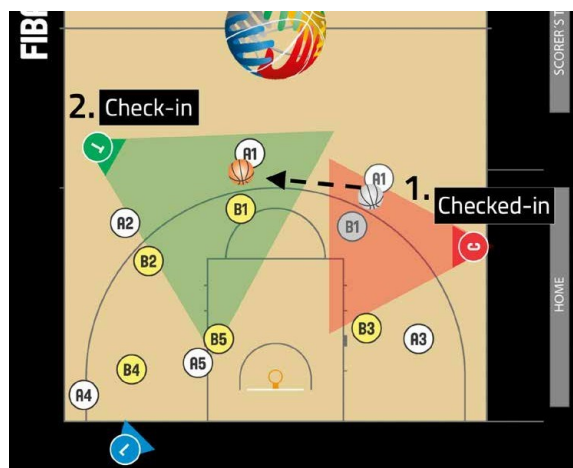 FIB
SCORER'S T
2. Check-in
T
A1
A1
1.
Checked-in
A2
B1
B1
C
B2
HOME
B5
B3
A3
A5
B4
A4
L